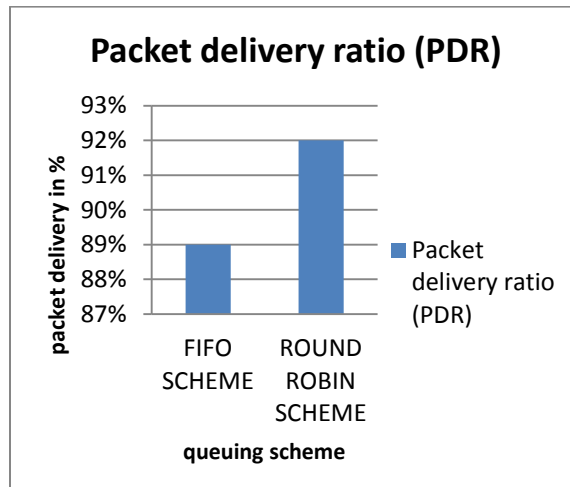 Packet delivery ratio (PDR)
packet delivery in %
93%
92%
91%
90%
89%
88%
87%
FIFO
SCHEME
ROUND
ROBIN
SCHEME
queuing scheme
Packet
delivery ratio
(PDR)